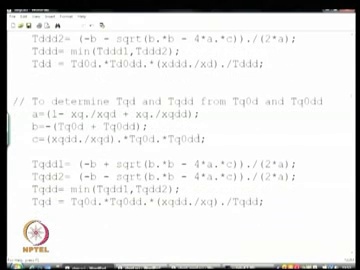 Tddd2= (-b - sqrt(b.*b - 4*a.*c))./(2*a);
Tddd= min(Tddd1,Tddd2);
Tdd = Td0d.*Td0dd.*(xddd./xd)./Tddd;
// To determine Tqd and Tqdd from Tq0d and Tq0dd
a=(1- xq./xqd + xq./xqdd);
b=-(Tq0d + Tq0dd);
c=(xqdd./xqd).*Tq0d.*Tq0dd;
Tqdd1= (-b + sqrt(b.*b - 4*a.*c))./(2*a);
Tqdd2= (-b - sqrt(b.*b - 4*a.*c))./(2*a);
Tqdd= min(Tqdd1,Tqdd2);
Tqd = Tq0d.*Tq0dd.*(xqdd./xq)./Tqdd;
NPTEL